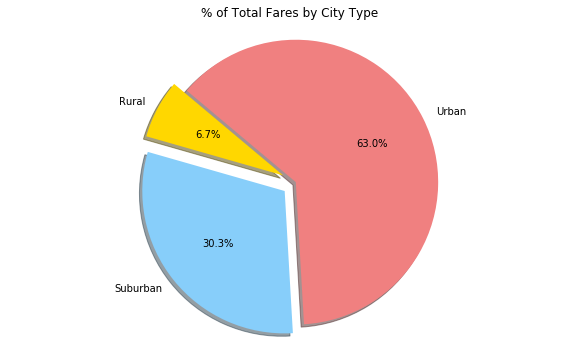 % of Total Fares by City Type
Rural
Urban
6.7%
63.0%
30.3%
Suburban